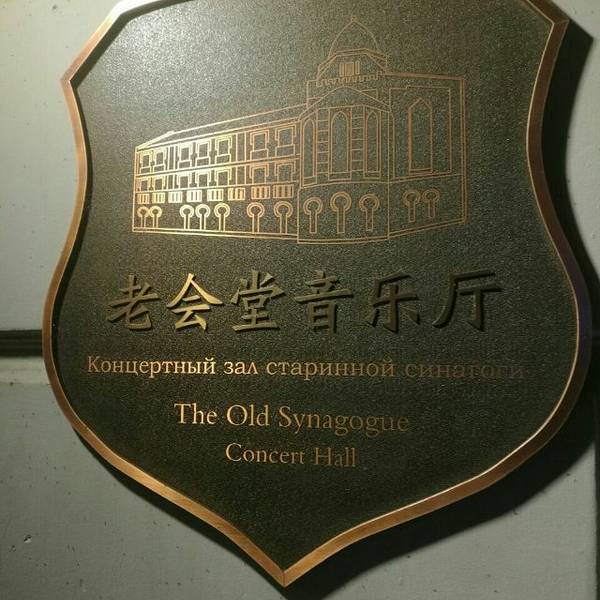 老会堂音乐厅
Концертный зал старинной синагоги
The Old Synagogue
Concert Hall